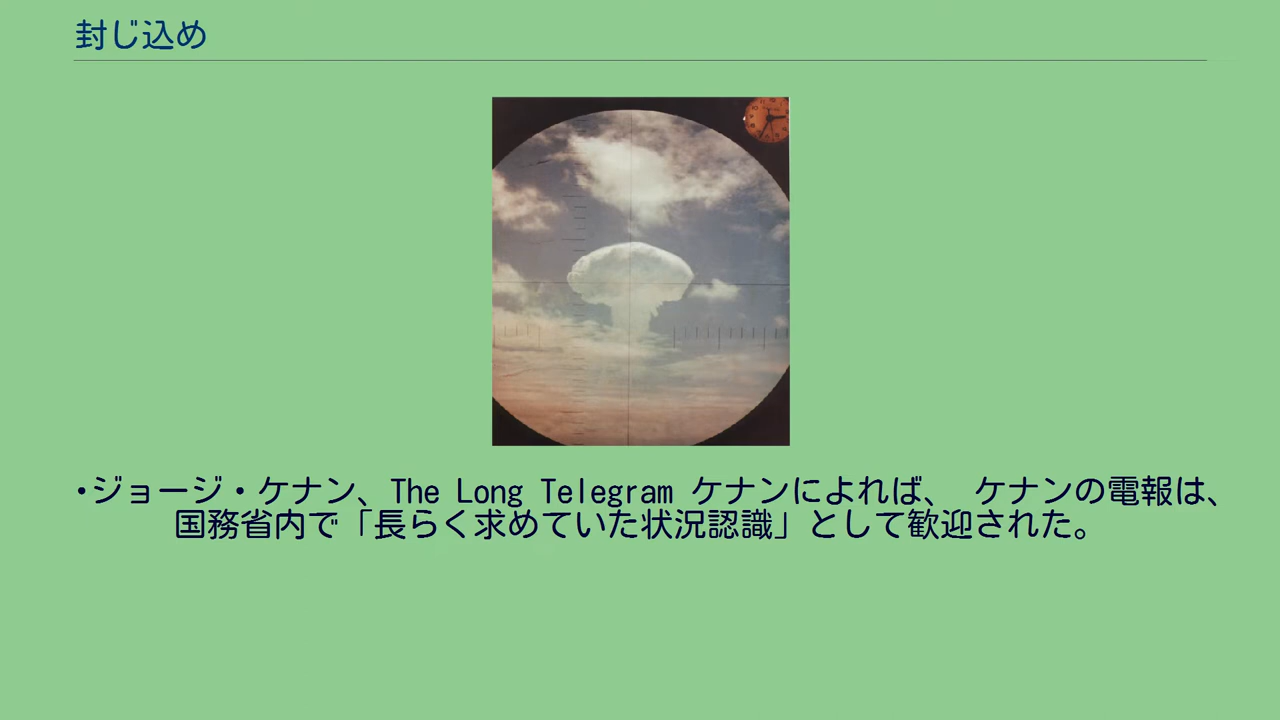 封じ込め
•ジョージ・ケナン、The Long Telegram ケナンによれば、 ケナンの電報は、
国務省内で「長らく求めていた状況認識」として歓迎された。